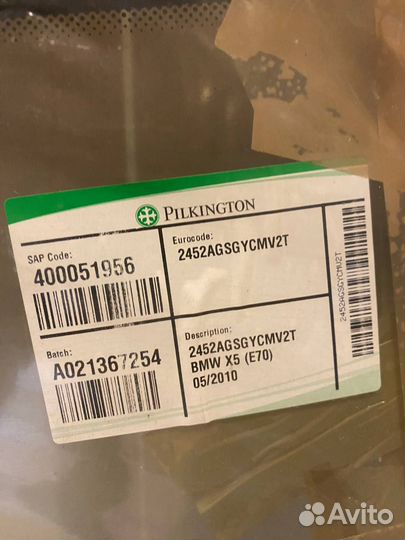 PILKINGTON
SAP Code:
400051956
Eurocode:
2452AGSGYCMV2T
Batch:
A021367254
Description:
2452AGSGYCMV2T
BMW X5 (E70)
05/2010
2452AGSGYCMV2T
Avito